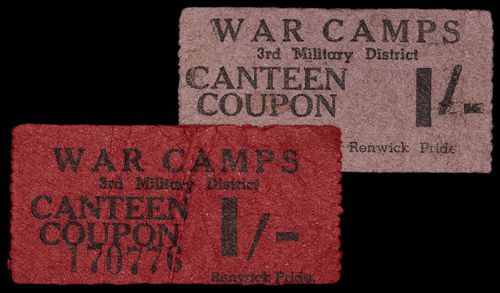 WAR CAMPS
3rd Military District
CANTEEN
COUPON
1/-
Renwick Pride.
WAR CAMPS
3rd Military District
CANTEEN
COUPON
1/-
170776
Renwick Pride.